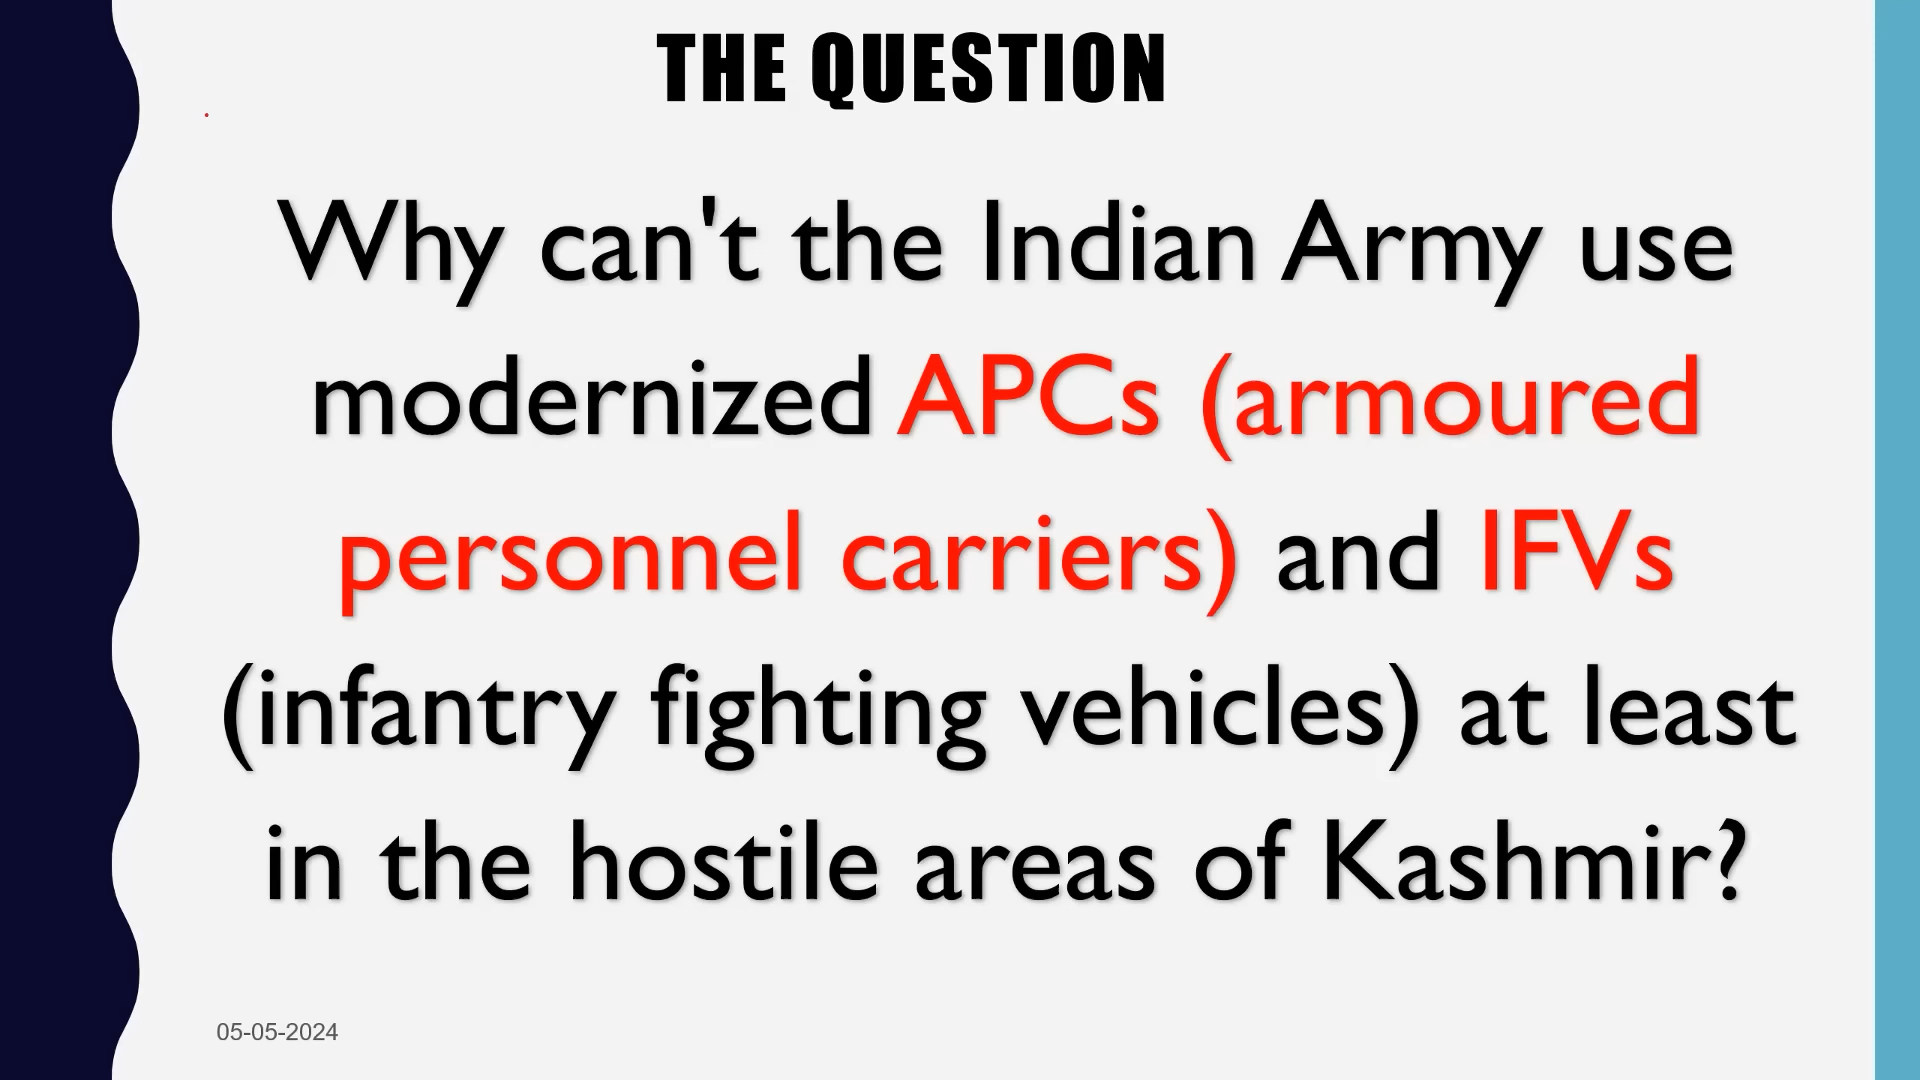 THE QUESTION
Why can't the Indian Army use
modernized APCs (armoured
personnel carriers) and IFVs
(infantry fighting vehicles) at least
in the hostile areas of Kashmir?
05-05-2024